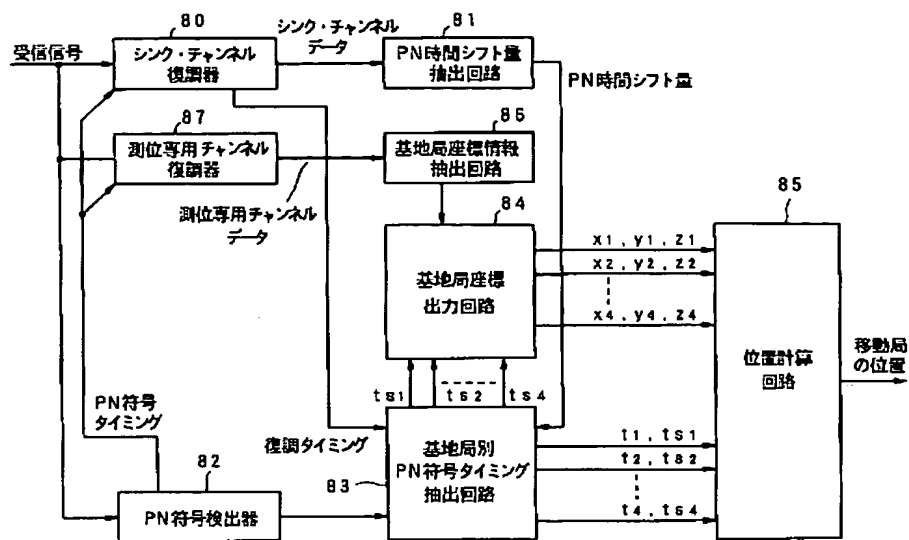 80
シンク・チャンネル
データ
81
受信信号
シンク・チャンネル
復調器
PN時間シフト量
抽出回路
PN時間シフト量
87
測位専用チャンネル
復調器
86
基地局座標情報
抽出回路
測位専用チャンネル
データ
84
基地局座標
出力回路
x1, y1, z1
x2, y2, z2
x4, y4, z4
85
位置計算
回路
移動局
の位置
ts1
ts2
ts4
PN符号
タイミング
復調タイミング
82
PN符号検出器
83
基地局別
PN符号タイミング
抽出回路
t1, ts1
t2, ts2
t4, ts4